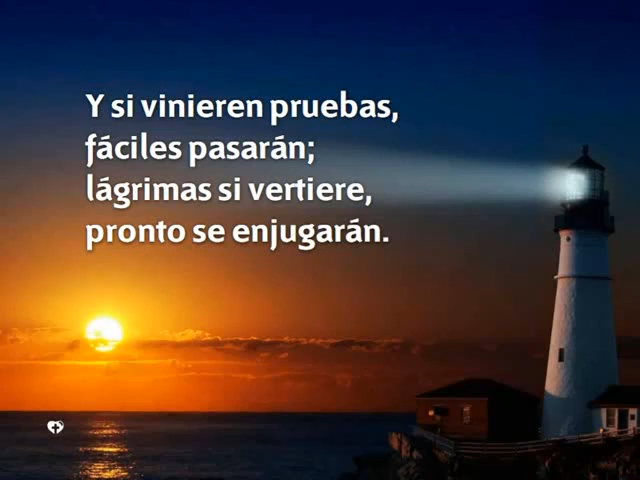 Y si vinieren pruebas,
fáciles pasarán;
lágrimas si vertiere,
pronto se enjugarán.